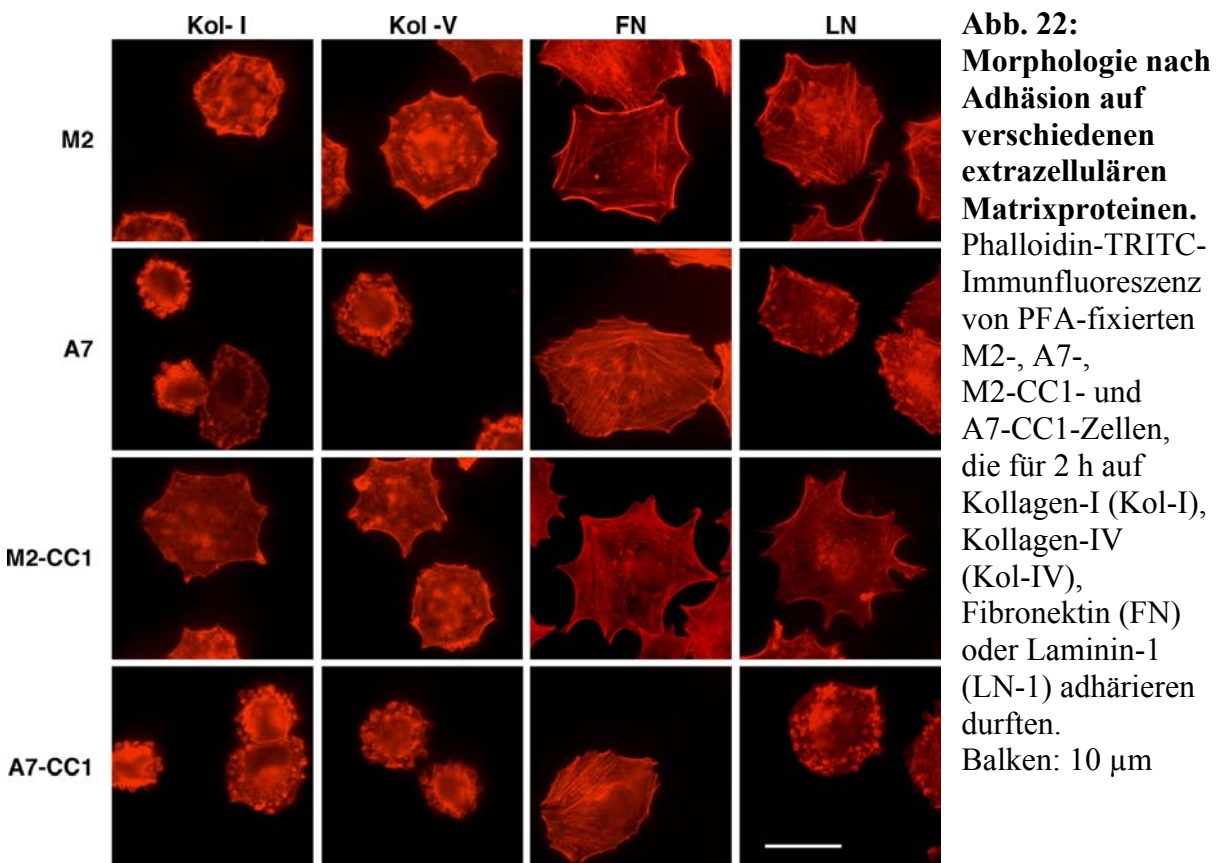 Kol- I Kol -V FN LN
M2
A7
M2-CC1
A7-CC1
Abb. 22:
Morphologie nach
Adhäsion auf
verschiedenen
extrazellulären
Matrixproteinen.
Phalloidin-TRITC-
Immunfluoreszenz
von PFA-fixierten
M2-, A7-,
M2-CC1- und
A7-CC1-Zellen,
die für 2 h auf
Kollagen-I (Kol-I),
Kollagen-IV
(Kol-IV),
Fibronektin (FN)
oder Laminin-1
(LN-1) adhärieren
durften.
Balken: 10 µm